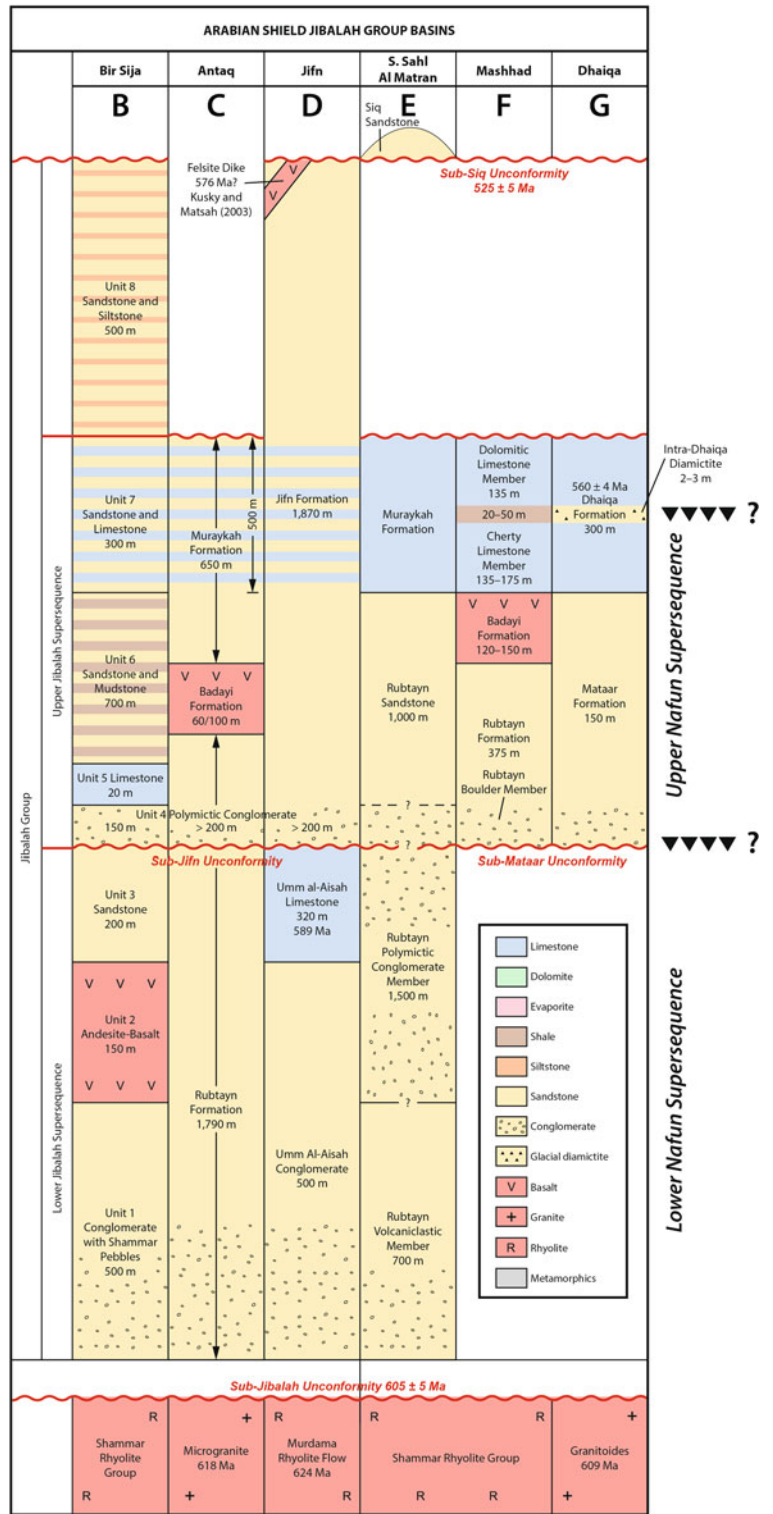 ARABIAN SHIELD JIBALAH GROUP BASINS
Bir Sija
Antaq
Jifn
S. Sahl
Al Matran
Mashhad
Dhaiqa
B
C
D
E
F
G
Siq
Sandstone
Felsite Dike
576 Ma?
Kusky and
Matsah (2003)
V
V
Sub-Siq Unconformity
525 ± 5 Ma
Unit 8
Sandstone and
Siltstone
500 m
Unit 7
Sandstone and
Limestone
300 m
Muraykah
Formation
650 m
500 m
Jifn Formation
1,870 m
Muraykah
Formation
Dolomitic
Limestone
Member
135 m
20–50 m
Cherty
Limestone
Member
135–175 m
560 ± 4 Ma
Dhaiqa
Formation
300 m
Intra-Dhaiqa
Diamictite
2–3 m
?
Unit 6
Sandstone and
Mudstone
700 m
V V V
Badayi
Formation
60/100 m
Rubtayn
Sandstone
1,000 m
V V V
Badayi
Formation
120–150 m
Rubtayn
Formation
375 m
Rubtayn
Boulder Member
Mataar
Formation
150 m
Unit 5 Limestone
20 m
Unit 4 Polymictic Conglomerate
150 m
> 200 m
> 200 m
?
?
?
Sub-Jifn Unconformity
Sub-Mataar Unconformity
Unit 3
Sandstone
200 m
Umm al-Aisah
Limestone
320 m
589 Ma
Rubtayn
Polymictic
Conglomerate
Member
1,500 m
V V V
Unit 2
Andesite-Basalt
150 m
V V V
?
Rubtayn
Formation
1,790 m
Umm Al-Aisah
Conglomerate
500 m
Unit 1
Conglomerate
with Shammar
Pebbles
500 m
Rubtayn
Volcaniclastic
Member
700 m
Limestone
Dolomite
Evaporite
Shale
Siltstone
Sandstone
Conglomerate
Glacial diamictite
V Basalt
+ Granite
R Rhyolite
Metamorphics
Jibalah Group
Upper Jibalah Supersequence
Lower Jibalah Supersequence
Upper Nafun Supersequence
Lower Nafun Supersequence
Sub-Jibalah Unconformity 605 ± 5 Ma
R
Shammar
Rhyolite
Group
R
+
Microgranite
618 Ma
+
R
Murdama
Rhyolite Flow
624 Ma
R
R
R
Shammar Rhyolite Group
R
R
+
Granitoides
609 Ma
+